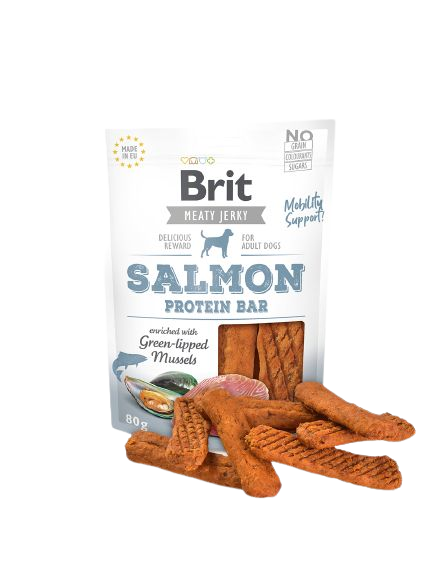 MADE
IN EU
NO
GRAIN
COLOURANTS
SUGARS
Brit
MEATY JERKY
Mobility
Support!
DELICIOUS
REWARD
FOR
ADULT DOGS
SALMON
PROTEIN BAR
enriched with
Green-lipped
Mussels
80g